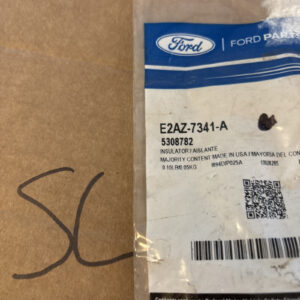 Ford
FORD PARTS
E2AZ-7341-A
5308782
INSULATOR / AISLANTE
MAJORITY CONTENT MADE IN USA / MAYORIA DEL CON
SC